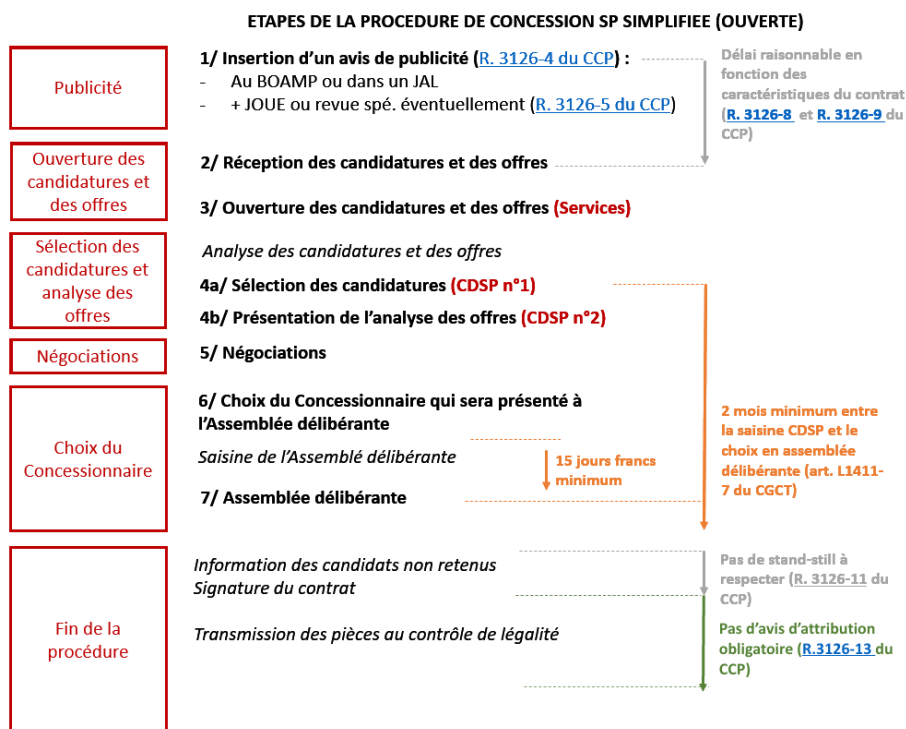 ETAPES DE LA PROCEDURE DE CONCESSION SP SIMPLIFIEE (OUVERTE)
Publicité
1/ Insertion d'un avis de publicité (R. 3126-4 du CCP) :
- Au BOAMP ou dans un JAL
- + JOUE ou revue spé. éventuellement (R. 3126-5 du CCP)
Délai raisonnable en
fonction des
caractéristiques du contrat
(R. 3126-8 et R. 3126-9 du
CCP)
Ouverture des
candidatures et
des offres
2/ Réception des candidatures et des offres
3/ Ouverture des candidatures et des offres (Services)
Sélection des
candidatures et
analyse des
offres
Analyse des candidatures et des offres
4a/ Sélection des candidatures (CDSP n°1)
4b/ Présentation de l'analyse des offres (CDSP n°2)
Négociations
5/ Négociations
Choix du
Concessionnaire
6/ Choix du Concessionnaire qui sera présenté à
l'Assemblée délibérante
Saisine de l'Assemblé délibérante
15 jours francs
minimum
7/ Assemblée délibérante
2 mois minimum entre
la saisine CDSP et le
choix en assemblée
délibérante (art. L1411-
7 du CGCT)
Fin de la
procédure
Information des candidats non retenus
Signature du contrat
Transmission des pièces au contrôle de légalité
Pas de stand-still à
respecter (R. 3126-11 du
CCP)
Pas d'avis d'attribution
obligatoire (R.3126-13 du
CCP)